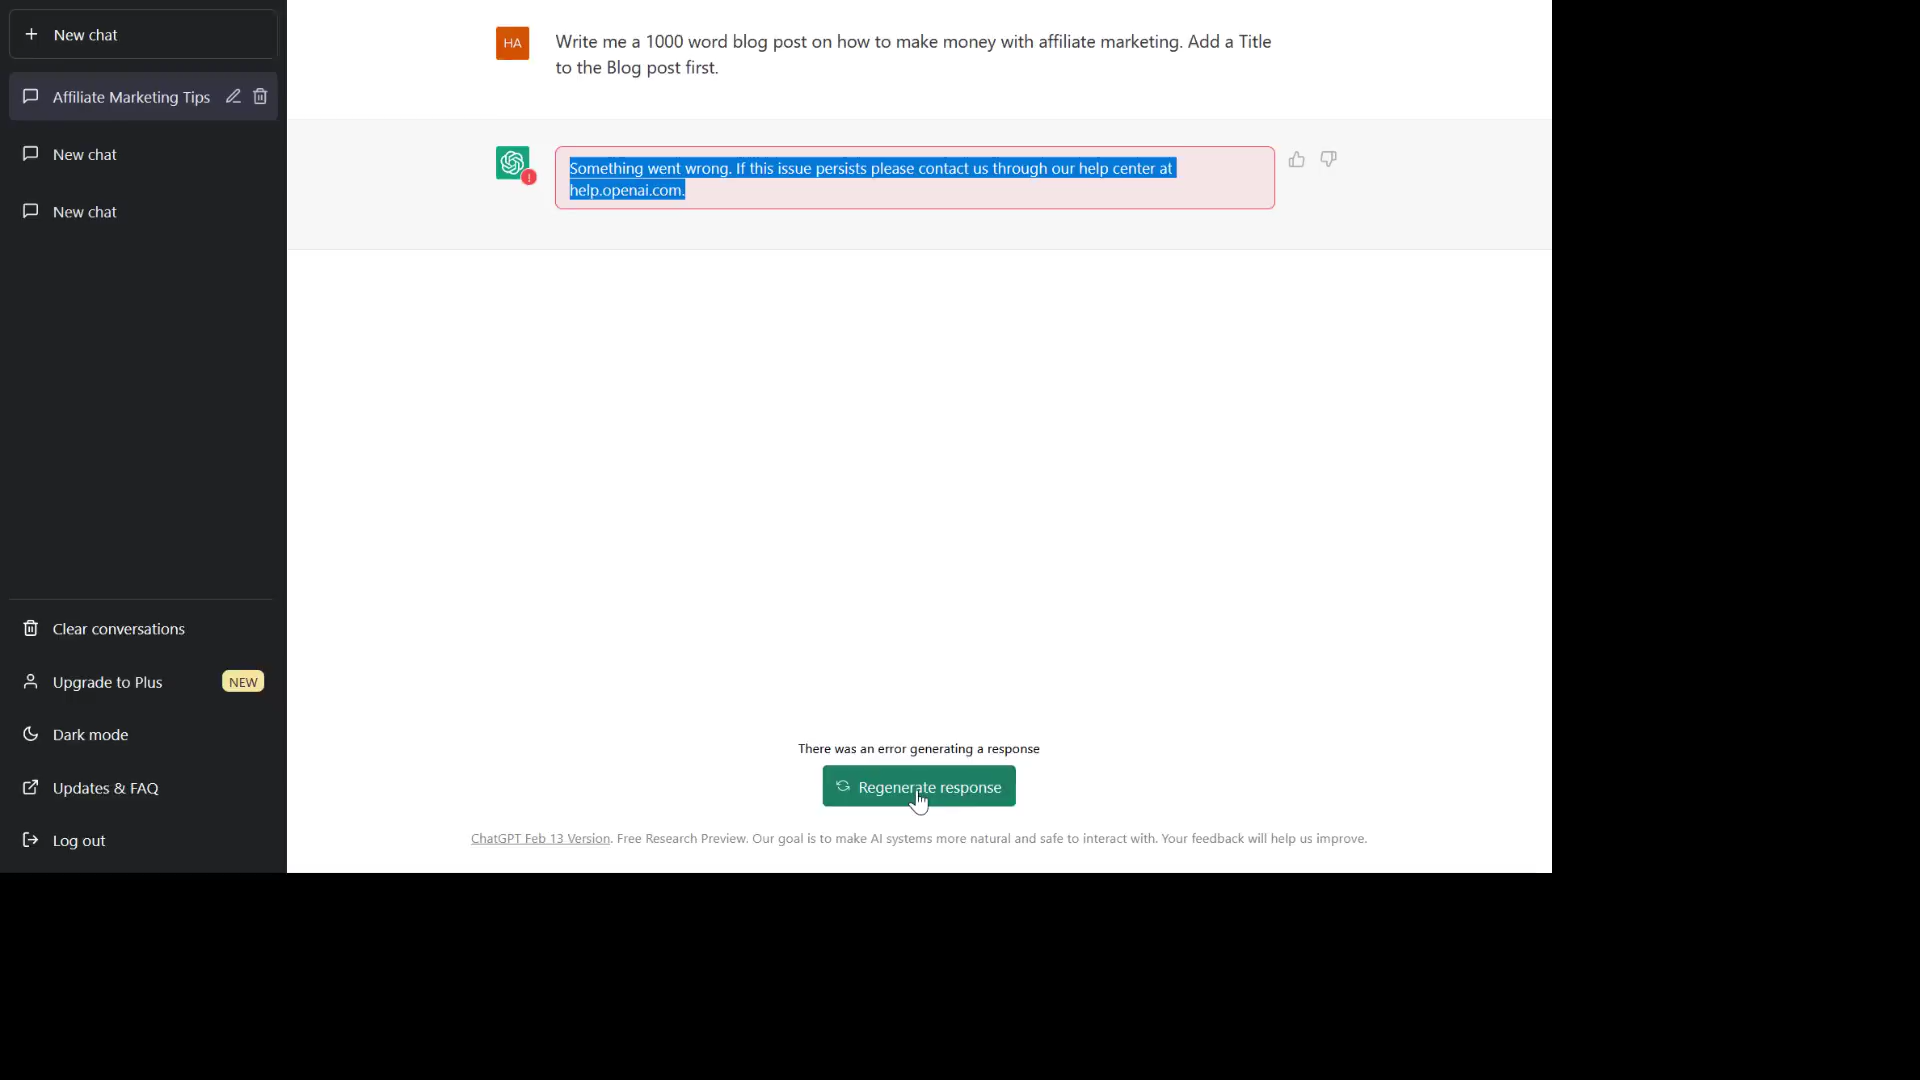 New chat
Affiliate Marketing Tips
New chat
New chat
Clear conversations
Upgrade to Plus NEW
Dark mode
Updates & FAQ
Log out
HA
Write me a 1000 word blog post on how to make money with affiliate marketing. Add a Title
to the Blog post first.
!
Something went wrong. If this issue persists please contact us through our help center at
help.openai.com.
There was an error generating a response
Regenerate response
ChatGPT Feb 13 Version. Free Research Preview. Our goal is to make AI systems more natural and safe to interact with. Your feedback will help us improve.